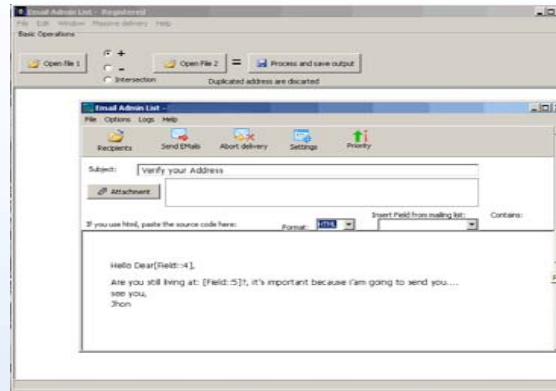 Email Admin List - Registered
File Edit Window Massive delivery Help
Basic Operations
+
Open file 1
-
Open File 2
=
Process and save output
Intersection
Duplicated address are discarted
Email Admin List -
File Options Logs Help
Recipients Send EMails Abort delivery Settings Priority
Subject: Verify your Address
Attachment
If you use html, paste the source code here:
Format: HTML
Insert Field from mailing list:
Contains:
Hello Dear[Field::4],
Are you still living at: [Field::5]?, it's important because i'am going to send you....
see you,
Jhon